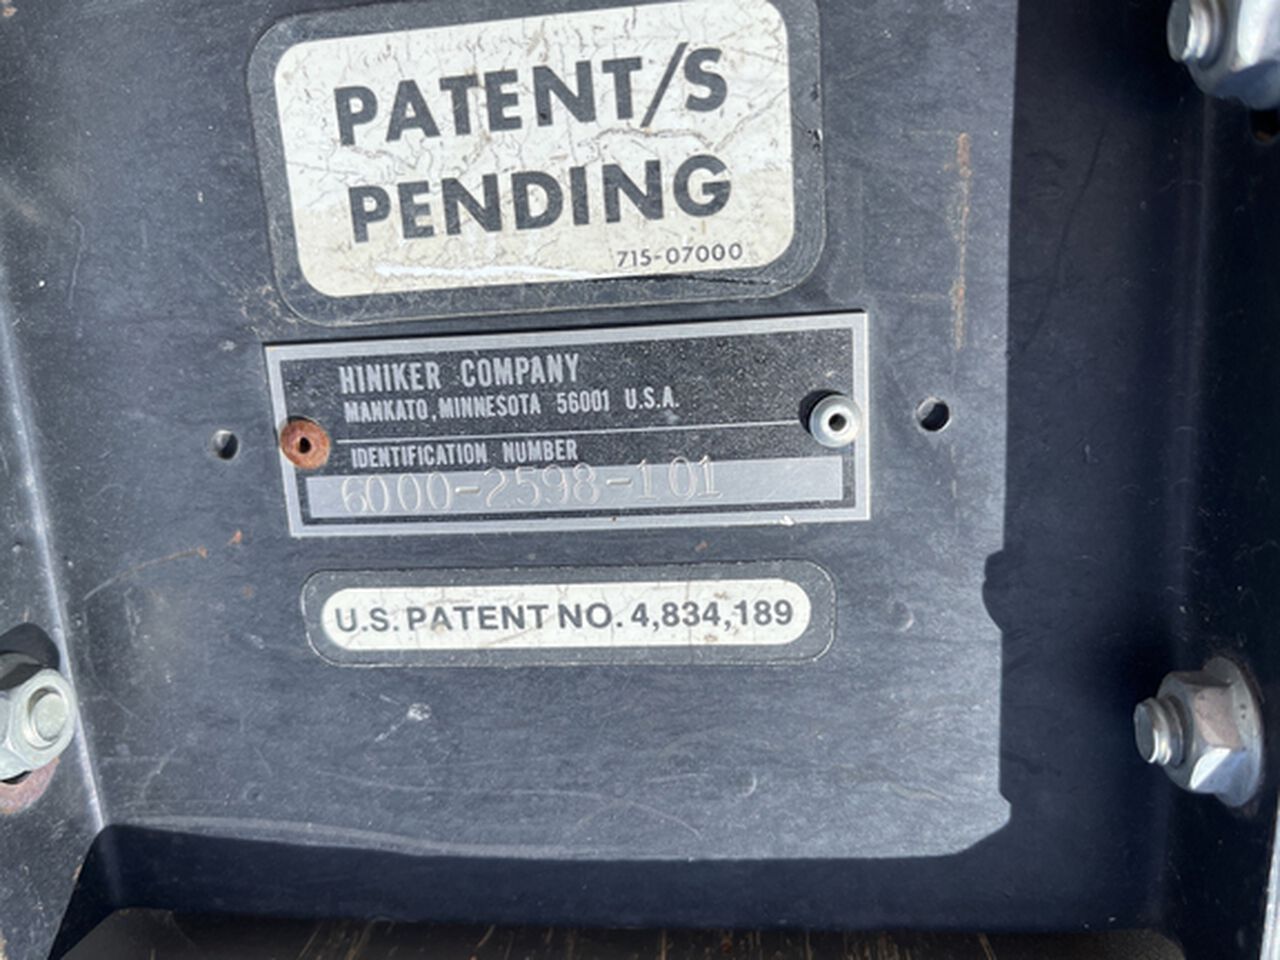 PATENT/S
PENDING
715-07000
HINIKER COMPANY
MANKATO, MINNESOTA 56001 U.S.A.
IDENTIFICATION NUMBER
6000-2598-101
U.S. PATENT NO. 4,834,189